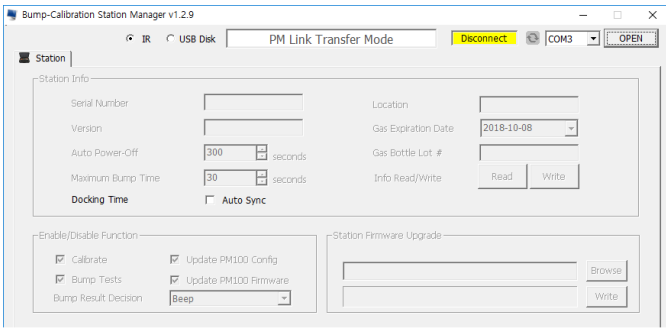 Bump-Calibration Station Manager v1.2.9
IR USB Disk PM Link Transfer Mode Disconnect COM3 OPEN
Station
Station Info
Serial Number Location
Version Gas Expiration Date 2018-10-08
Auto Power-Off 300 seconds Gas Bottle Lot #
Maximum Bump Time 30 seconds Info Read/Write Read Write
Docking Time Auto Sync
Enable/Disable Function Station Firmware Upgrade
Calibrate Update PM100 Config
Browse
Bump Tests Update PM100 Firmware
Bump Result Decision Beep Write